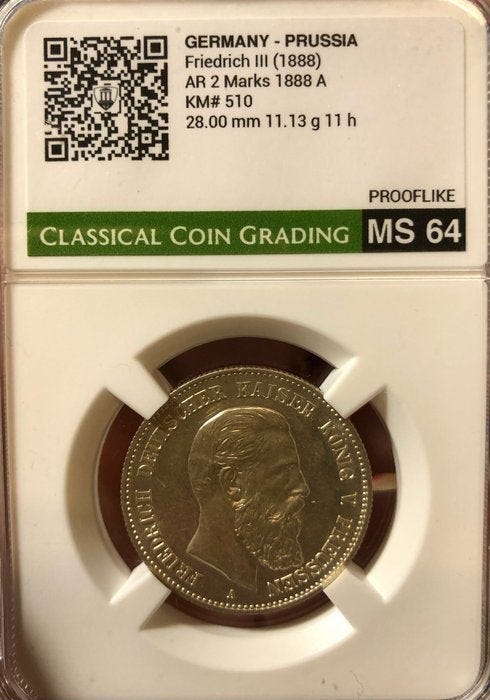 GERMANY - PRUSSIA
Friedrich III (1888)
AR 2 Marks 1888 A
KM# 510
28.00 mm 11.13 g 11 h
PROOFLIKE
CLASSICAL COIN GRADING MS 64
FRIEDRICH DEUTSCHER KAISER KÖNIG V. PREUSSEN
A